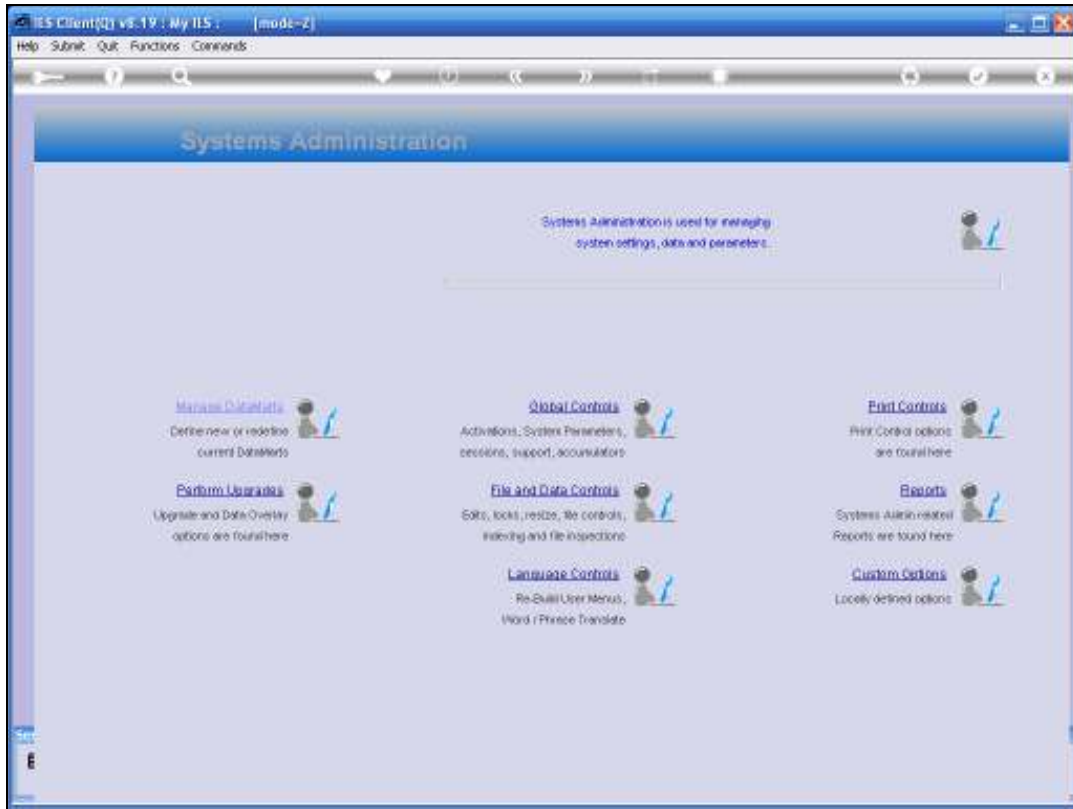 IES Client(Q) v8.19 : My IES : [mode=2]
Help Submit Quit Functions Commands
Systems Administration
Systems Administration is used for managing
system settings, data and parameters.
Manage DataMarts
Define new or redefine
current DataMarts
Global Controls
Activations, System Parameters,
sessions, support, accumulators
Print Controls
Print Control options
are found here
Perform Upgrades
Upgrade and Data Overlay
options are found here
File and Data Controls
Edits, locks, resize, file controls,
indexing and file inspections
Reports
Systems Admin related
Reports are found here
Language Controls
Re-Build User Menus,
Word / Phrase Translate
Custom Options
Locally defined options